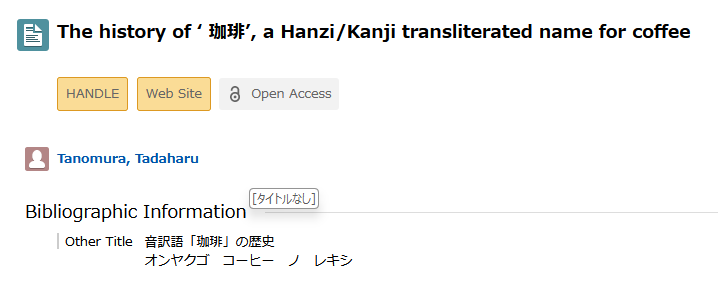 The history of ‘ 珈琲’, a Hanzi/Kanji transliterated name for coffee
HANDLE Web Site Open Access
Tanomura, Tadaharu
[タイトルなし]
Bibliographic Information
Other Title 音訳語「珈琲」の歴史
オンヤクゴ コーヒー ノ レキシ